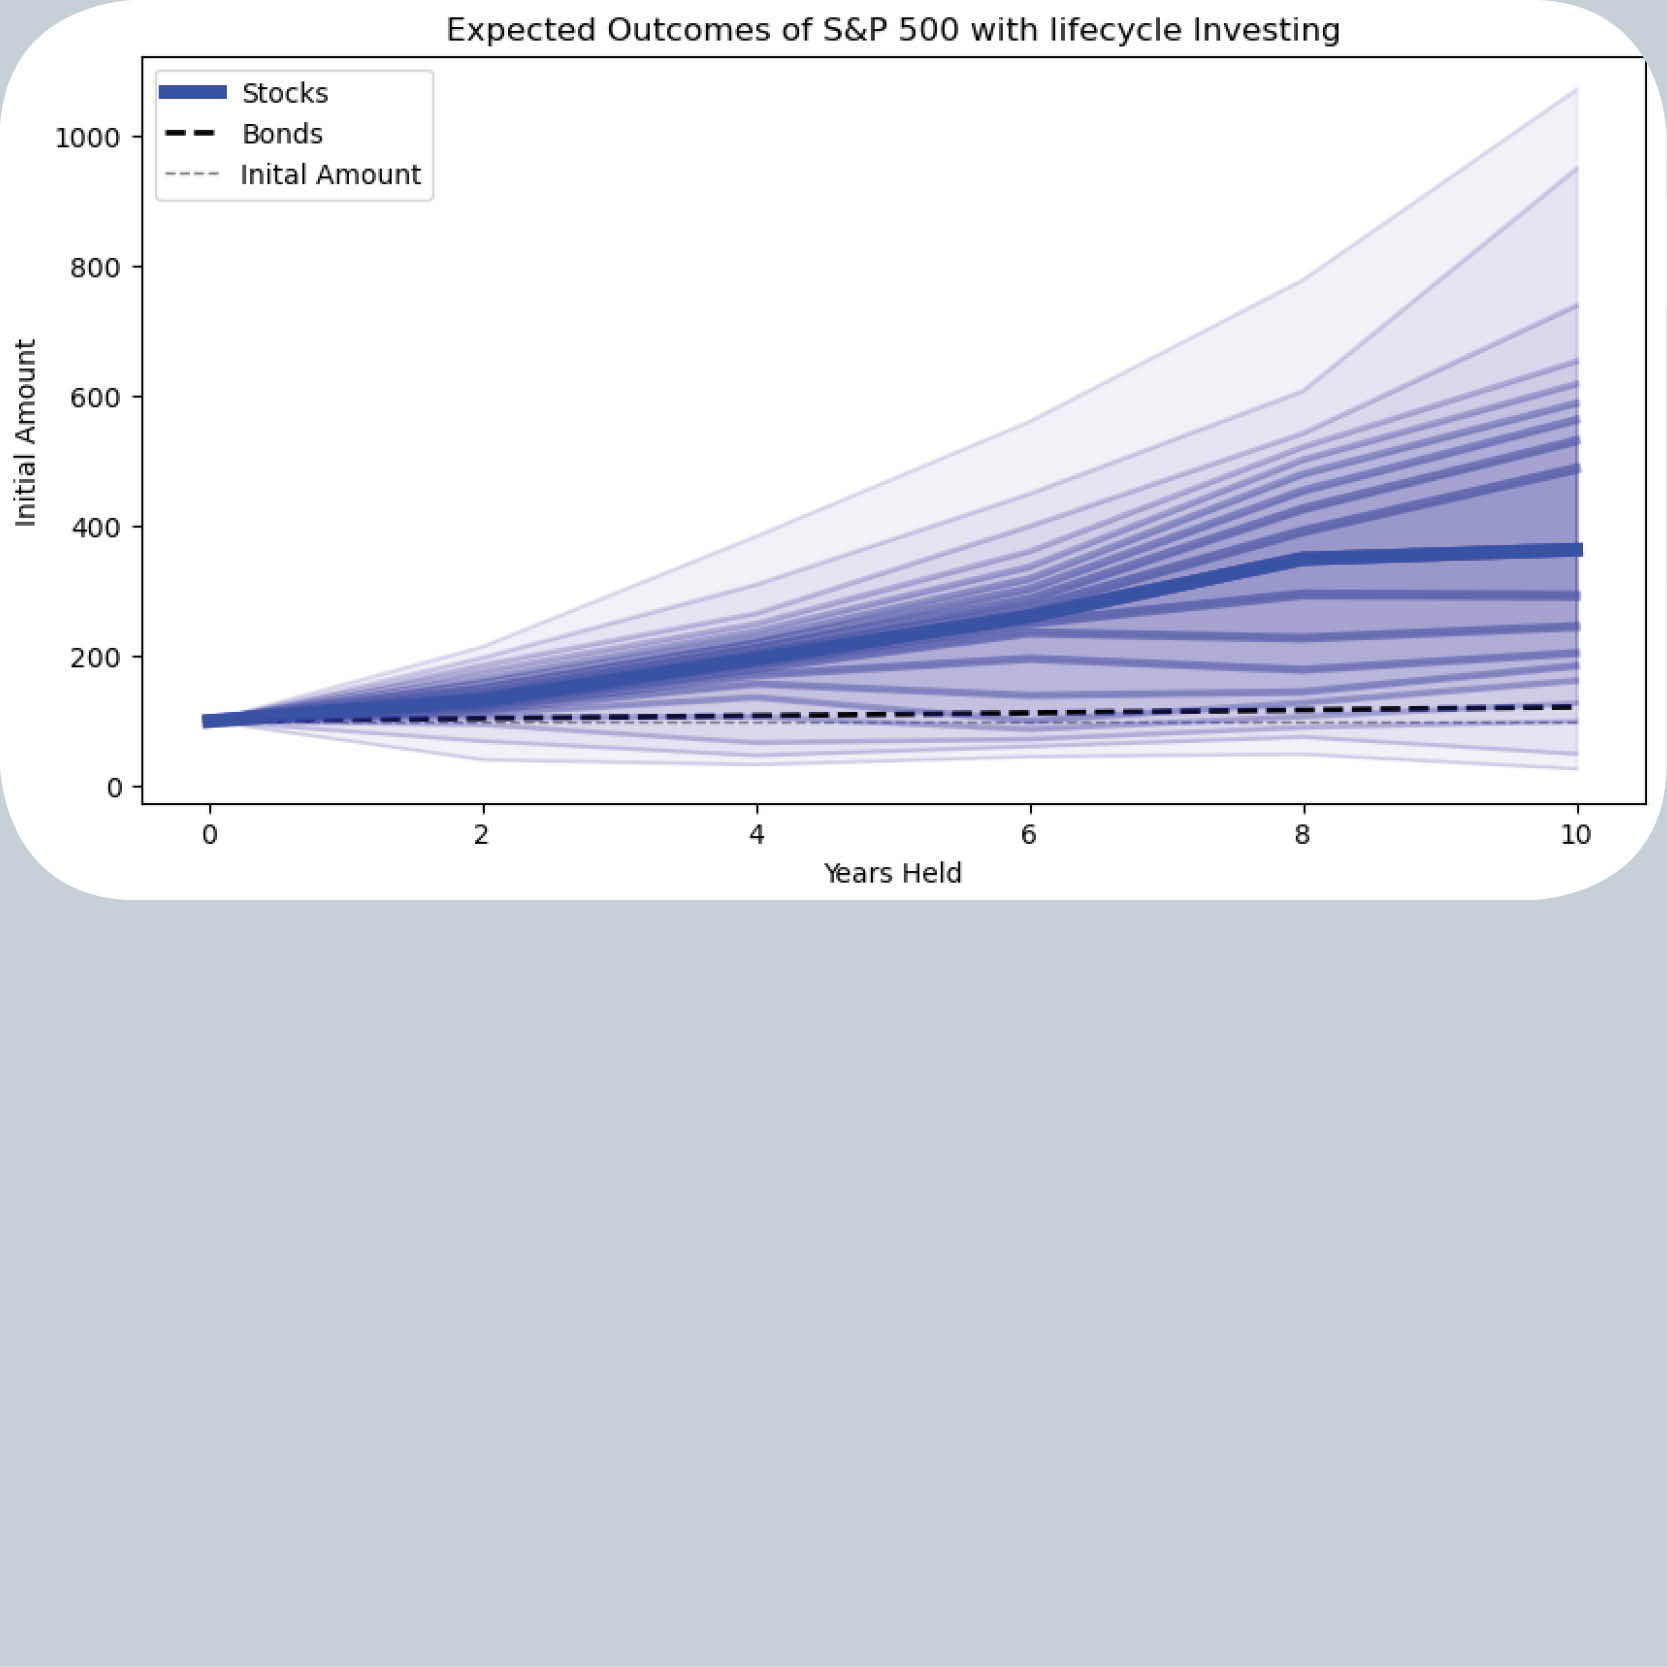 Expected Outcomes of S&P 500 with lifecycle Investing
Stocks
Bonds
Inital Amount
1000
800
600
400
200
0
Initial Amount
0 2 4 6 8 10
Years Held